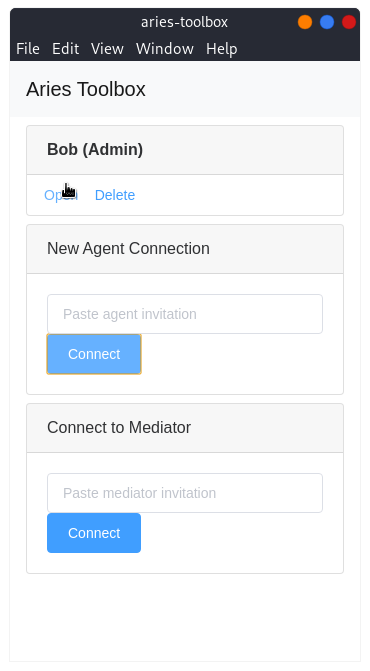 aries-toolbox
File Edit View Window Help
Aries Toolbox
Bob (Admin)
Open Delete
New Agent Connection
Paste agent invitation
Connect
Connect to Mediator
Paste mediator invitation
Connect